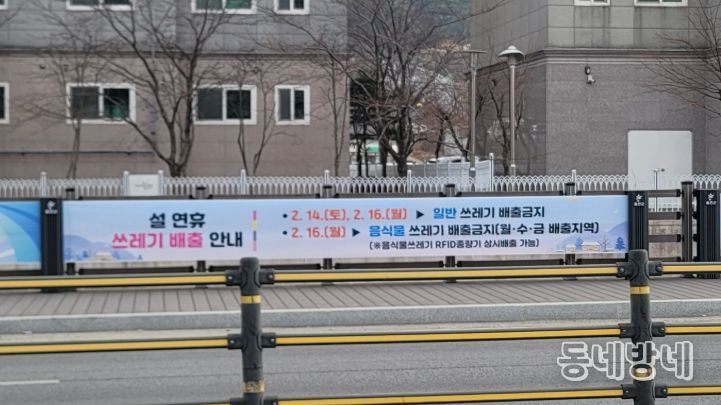 설 연휴
쓰레기 배출 안내
• 2. 14.(토), 2. 16.(월) ▶ 일반 쓰레기 배출금지
• 2. 16.(월) ▶ 음식물 쓰레기 배출금지(월·수·금 배출지역)
(※음식물쓰레기 RFID종량기 상시배출 가능)
동네방네